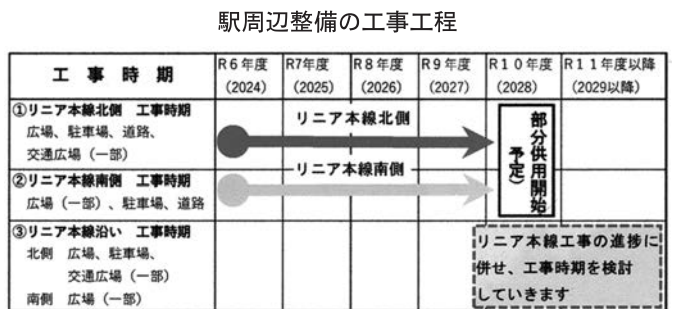 駅周辺整備の工事工程
工事時期
R6年度
(2024)
R7年度
(2025)
R8年度
(2026)
R9年度
(2027)
R10年度
(2028)
R11年度以降
(2029以降)
①リニア本線北側 工事時期
広場、駐車場、道路、
交通広場（一部）
リニア本線北側
②リニア本線南側 工事時期
広場（一部）、駐車場、道路
リニア本線南側
部分供用開始
予定）
③リニア本線沿い 工事時期
北側 広場、駐車場、
交通広場（一部）
南側 広場（一部）
リニア本線工事の進捗に
併せ、工事時期を検討
していきます